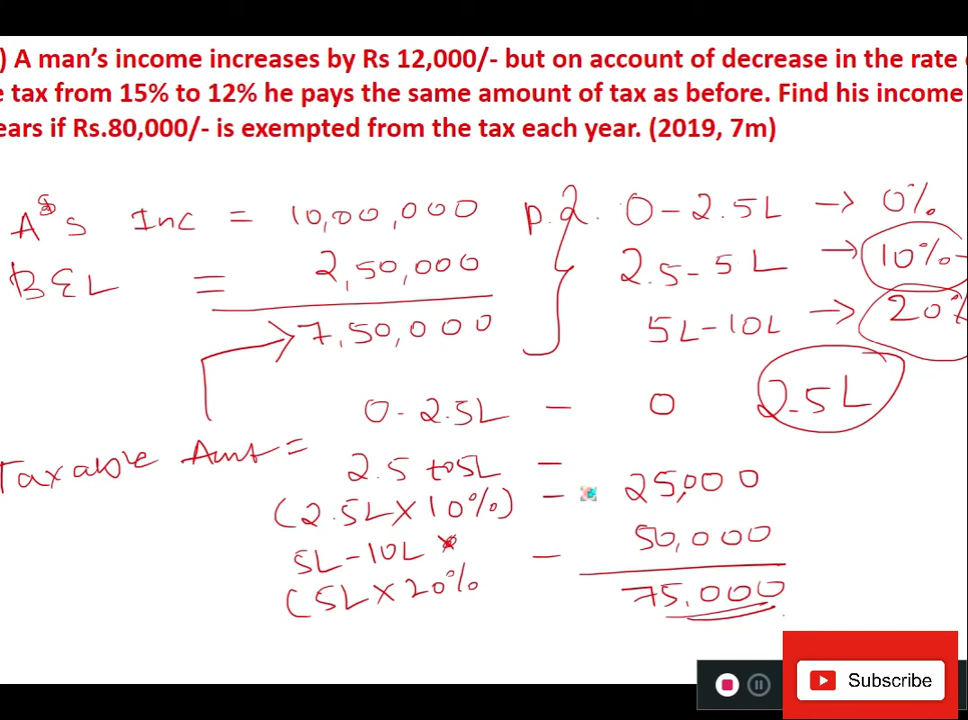 ) A man's income increases by Rs 12,000/- but on account of decrease in the rate
e tax from 15% to 12% he pays the same amount of tax as before. Find his income
ears if Rs.80,000/- is exempted from the tax each year. (2019, 7m)
A's Inc = 10,00,000
BEL = 2,50,000
7,50,000
p.a. 0-2.5L → 0%
2.5-5L → 10%
5L-10L → 20%
0-2.5L - 0 2.5L
Taxable Amt =
2.5 to 5L -
(2.5L X 10%) - 25,000
5L-10L
(5L X 20% - 50,000
75,000
Subscribe